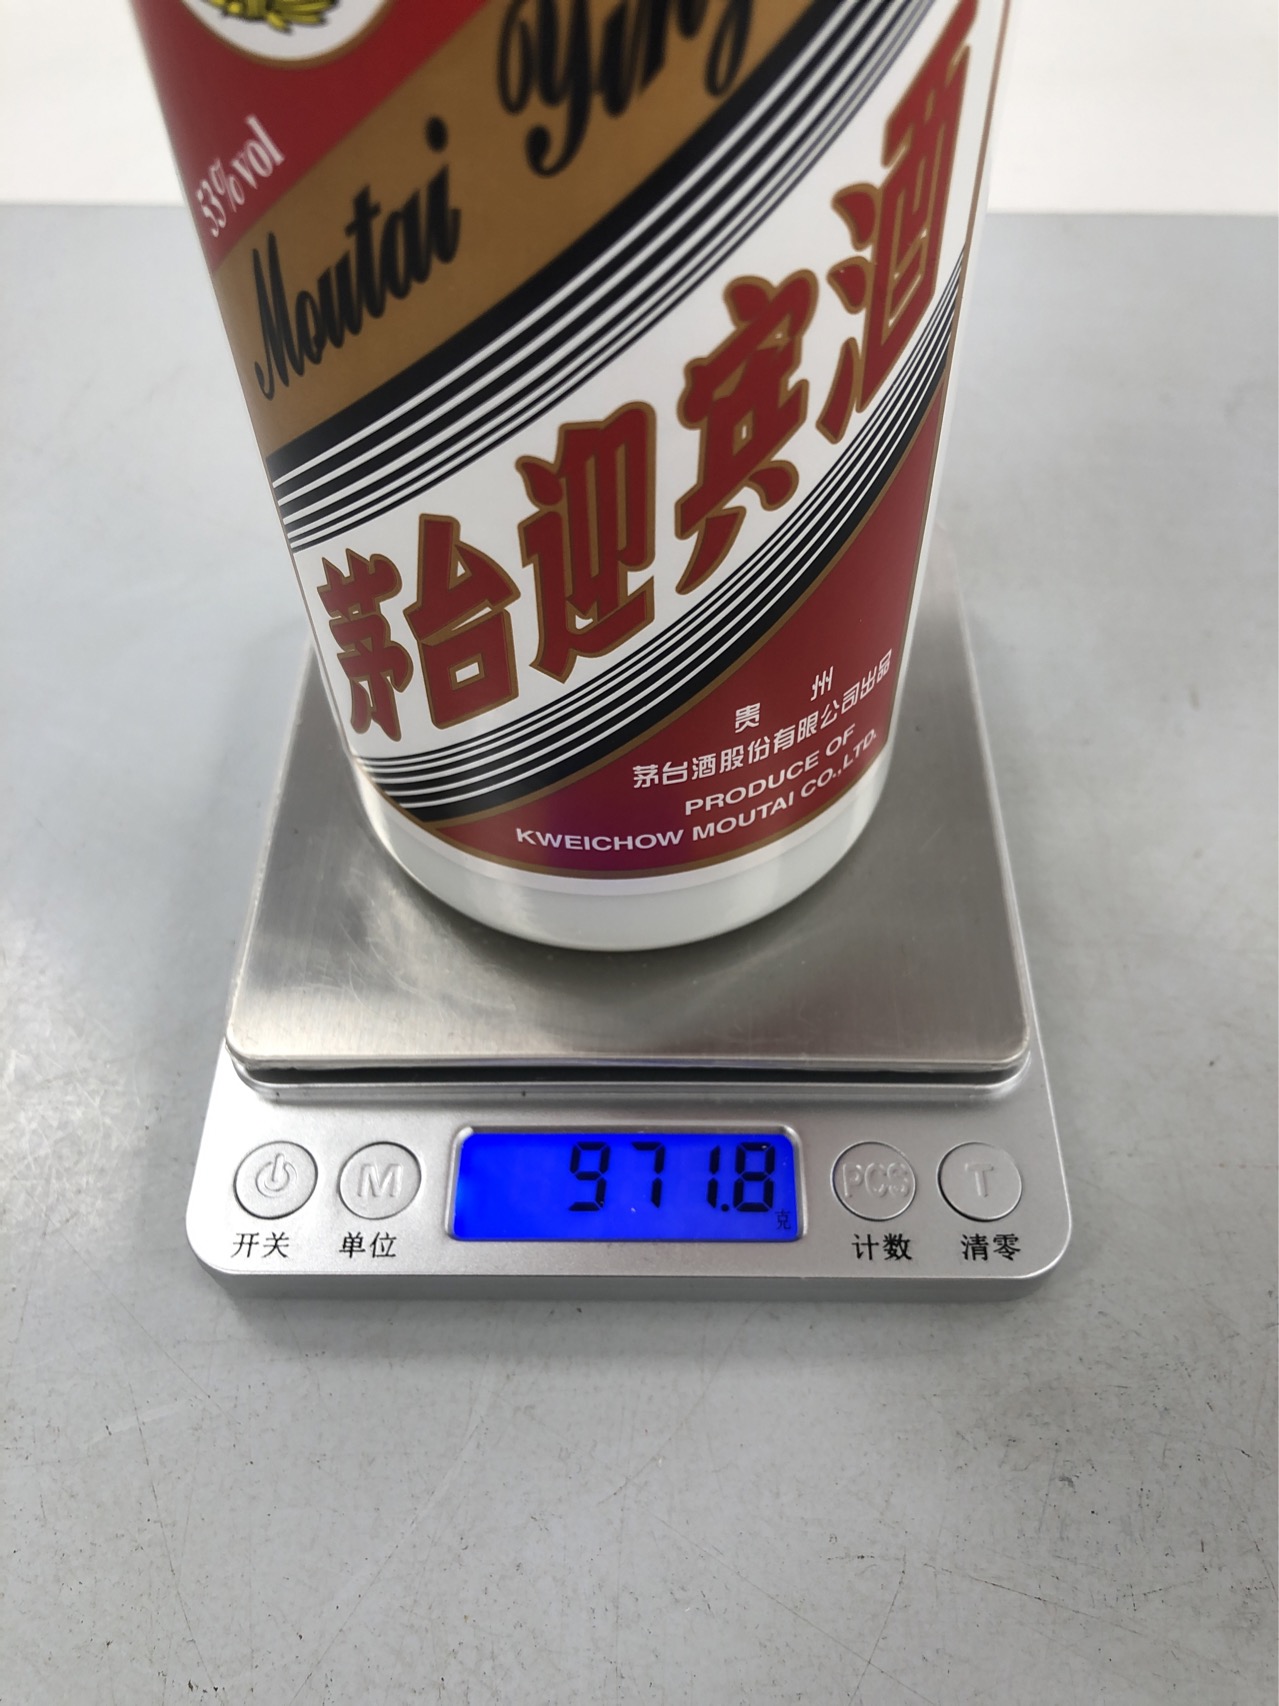 53%vol
Moutai Ying
茅台迎宾酒
贵州
茅台酒股份有限公司出品
PRODUCE OF
KWEICHOW MOUTAI CO.,LTD.
971.8
克
M
PCS
T
开关
单位
计数
清零